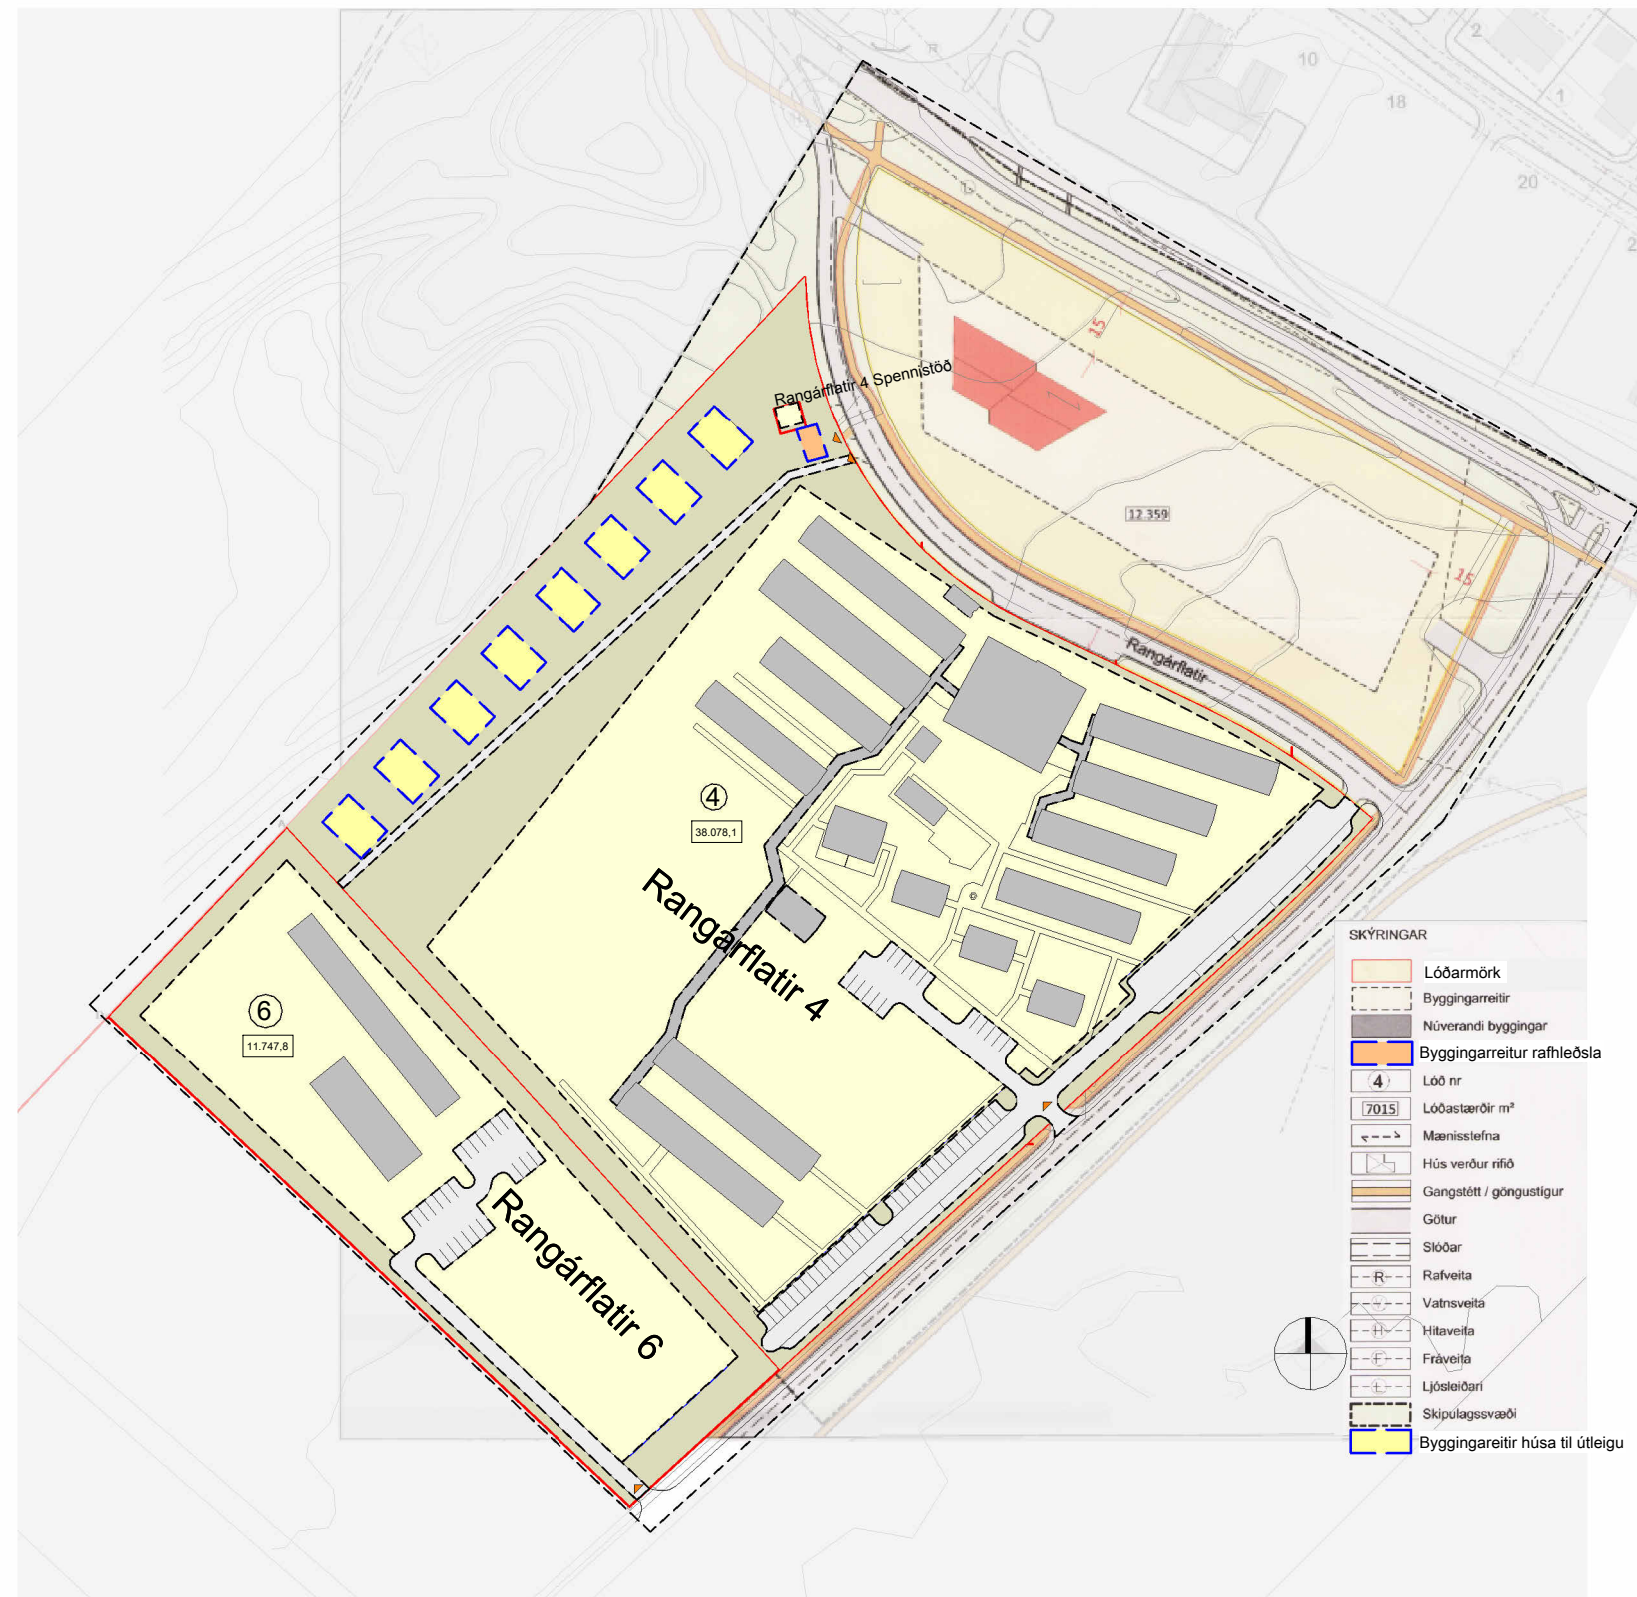 2
10
18
1
20
2
R
15
Rangárflatir 4 Spennistöð
12.359
15
Rangárflatir
4
38.078,1
Rangárflatir 4
6
11.747,8
Rangárflatir 6
SKÝRINGAR
Lóðarmörk
Byggingarreitir
Núverandi byggingar
Byggingarreitur rafhleðsla
4 Lóð nr
7015 Lóðastærðir m²
Mænisstefna
Hús verður rifið
Gangstétt / göngustígur
Götur
Slóðar
R Rafveita
V Vatnsveita
H Hitaveita
F Fráveita
L Ljósleiðari
Skipulagssvæði
Byggingareitir húsa til útleigu